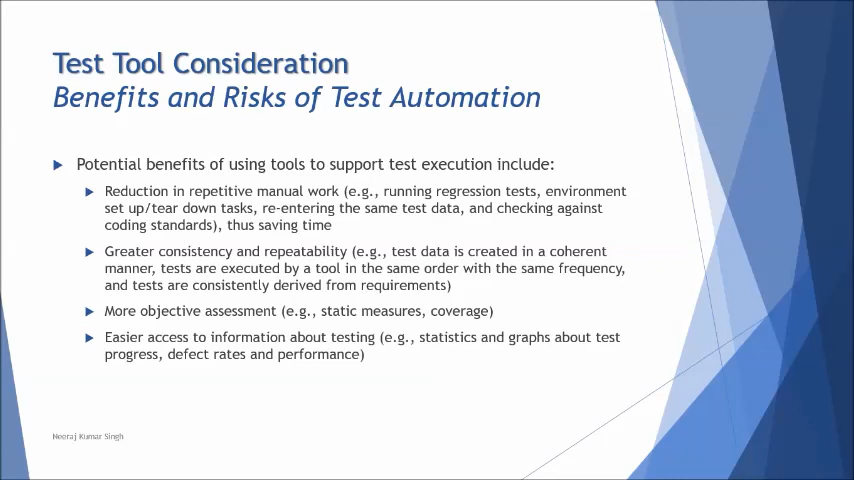 Test Tool Consideration
Benefits and Risks of Test Automation
Potential benefits of using tools to support test execution include:
Reduction in repetitive manual work (e.g., running regression tests, environment
set up/tear down tasks, re-entering the same test data, and checking against
coding standards), thus saving time
Greater consistency and repeatability (e.g., test data is created in a coherent
manner, tests are executed by a tool in the same order with the same frequency,
and tests are consistently derived from requirements)
More objective assessment (e.g., static measures, coverage)
Easier access to information about testing (e.g., statistics and graphs about test
progress, defect rates and performance)
Neeraj Kumar Singh